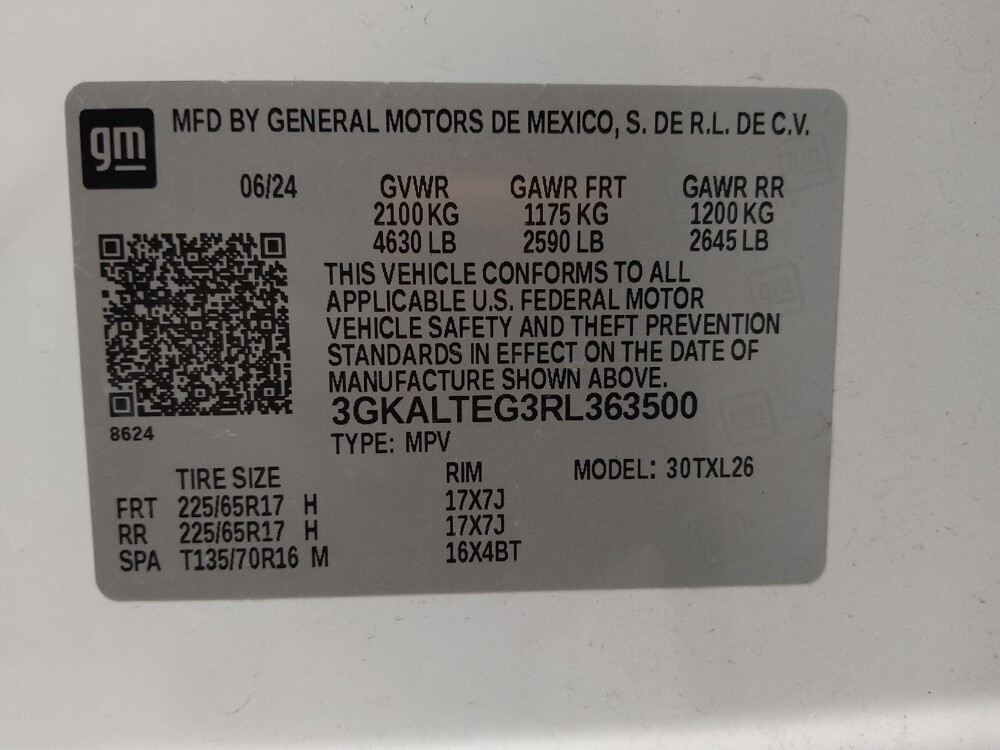 gm
MFD BY GENERAL MOTORS DE MEXICO, S. DE R.L. DE C.V.
06/24 GVWR GAWR FRT GAWR RR
2100 KG 1175 KG 1200 KG
4630 LB 2590 LB 2645 LB
THIS VEHICLE CONFORMS TO ALL
APPLICABLE U.S. FEDERAL MOTOR
VEHICLE SAFETY AND THEFT PREVENTION
STANDARDS IN EFFECT ON THE DATE OF
MANUFACTURE SHOWN ABOVE.
3GKALTEG3RL363500
8624
TYPE: MPV
TIRE SIZE RIM MODEL: 30TXL26
FRT 225/65R17 H 17X7J
RR 225/65R17 H 17X7J
SPA T135/70R16 M 16X4BT